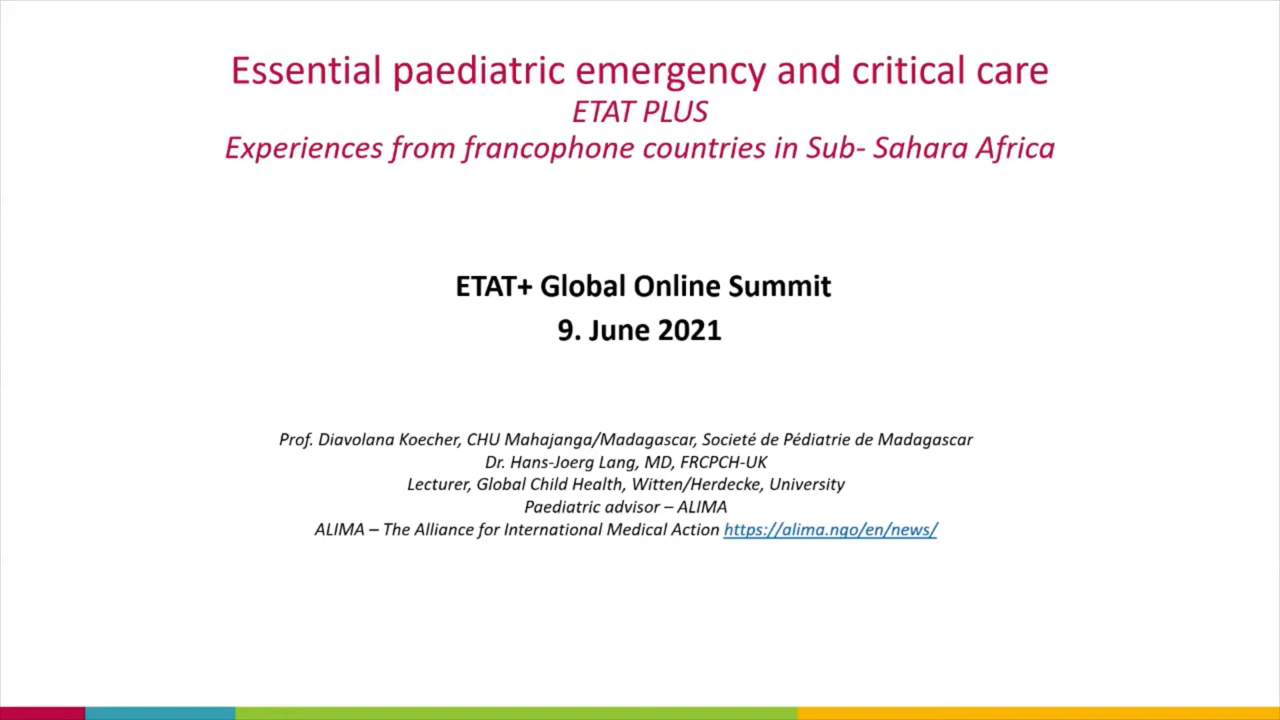 Essential paediatric emergency and critical care
ETAT PLUS
Experiences from francophone countries in Sub- Sahara Africa
ETAT+ Global Online Summit
9. June 2021
Prof. Diavolana Koecher, CHU Mahajanga/Madagascar, Societé de Pédiatrie de Madagascar
Dr. Hans-Joerg Lang, MD, FRCPCH-UK
Lecturer, Global Child Health, Witten/Herdecke, University
Paediatric advisor – ALIMA
ALIMA – The Alliance for International Medical Action https://alima.ngo/en/news/